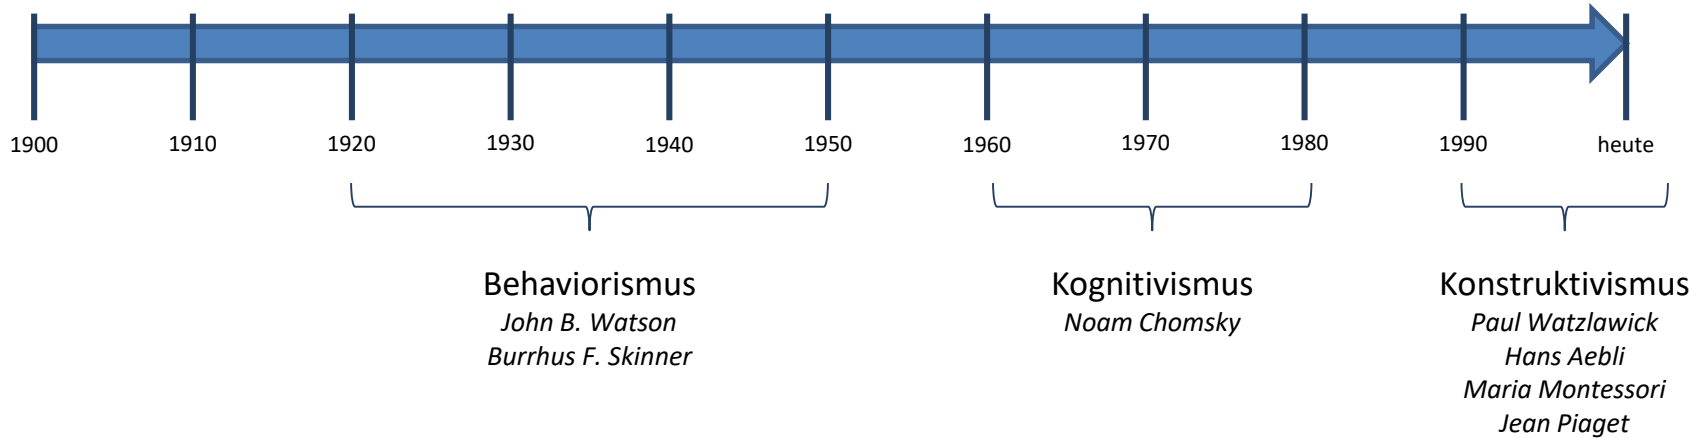 1900 1910 1920 1930 1940 1950 1960 1970 1980 1990 heute
Behaviorismus
John B. Watson
Burrhus F. Skinner
Kognitivismus
Noam Chomsky
Konstruktivismus
Paul Watzlawick
Hans Aebli
Maria Montessori
Jean Piaget